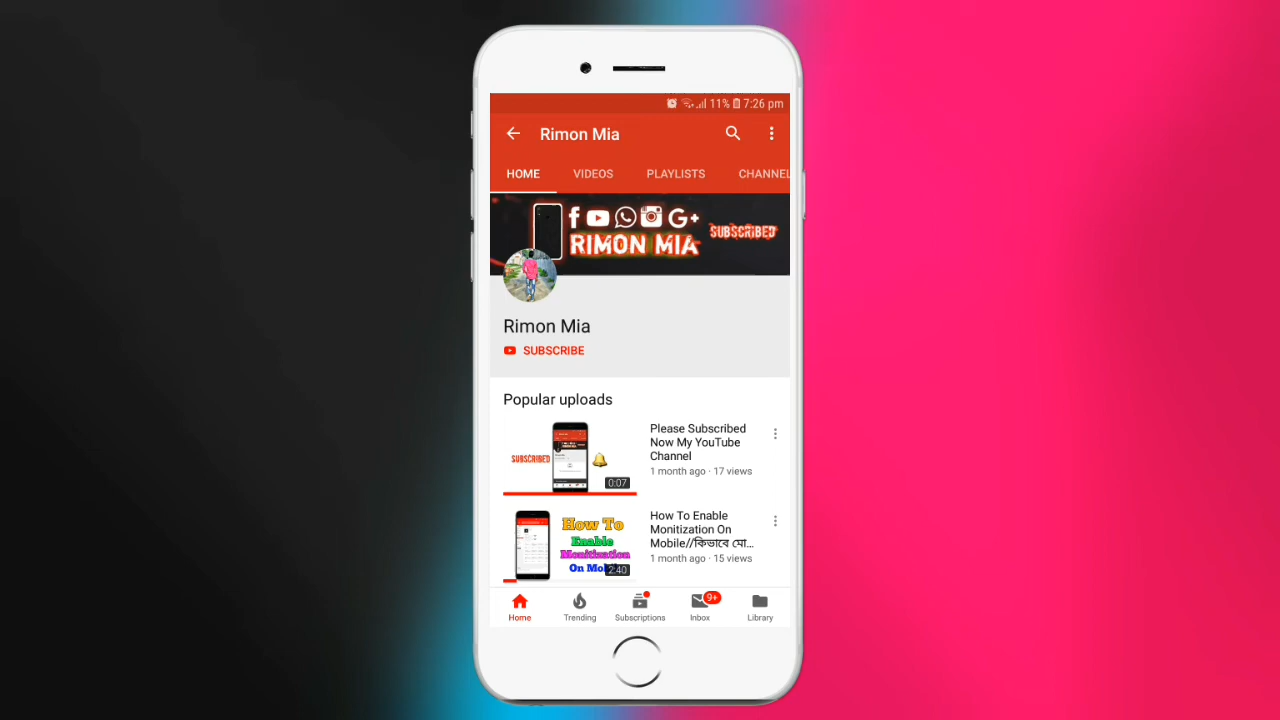 11% 7:26 pm
Rimon Mia
HOME VIDEOS PLAYLISTS CHANNEL
G+
RIMON MIA
SUBSCRIBED
Rimon Mia
SUBSCRIBE
Popular uploads
SUBSCRIBED
0:07
Please Subscribed
Now My YouTube
Channel
1 month ago · 17 views
How To
Enable
Monitization
On Mob
2:40
How To Enable
Monitization On
Mobile//কিভাবে মো...
1 month ago · 15 views
9+
Home Trending Subscriptions Inbox Library